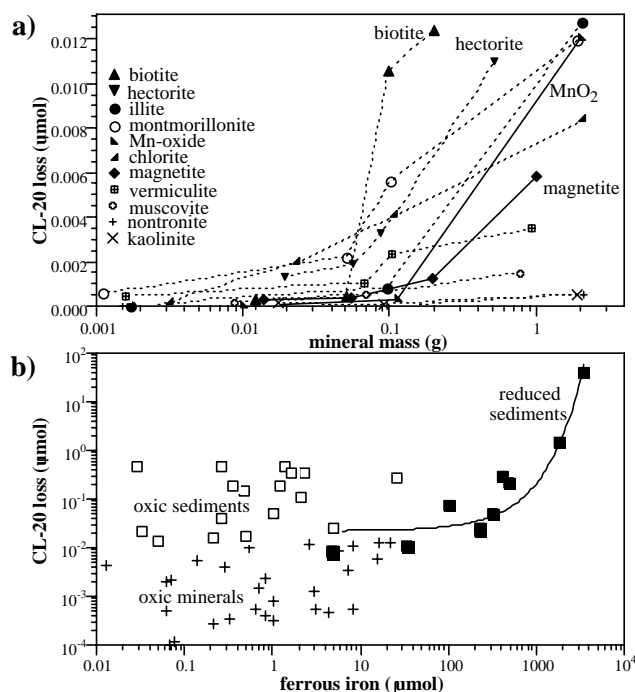 a)
biotite
hectorite
MnO2
magnetite
biotite
hectorite
illite
montmorillonite
Mn-oxide
chlorite
magnetite
vermiculite
muscovite
nontronite
kaolinite
CL-20 loss (umol)
0.012
0.010
0.008
0.006
0.004
0.002
0.000
0.001
0.01
0.1
1
mineral mass (g)
b)
reduced
sediments
oxic sediments
oxic minerals
CL-20 loss (µmol)
10^2
10^1
10^0
10^-1
10^-2
10^-3
10^-4
0.01
0.1
1
10
100
1000
10^4
ferrous iron (µmol)